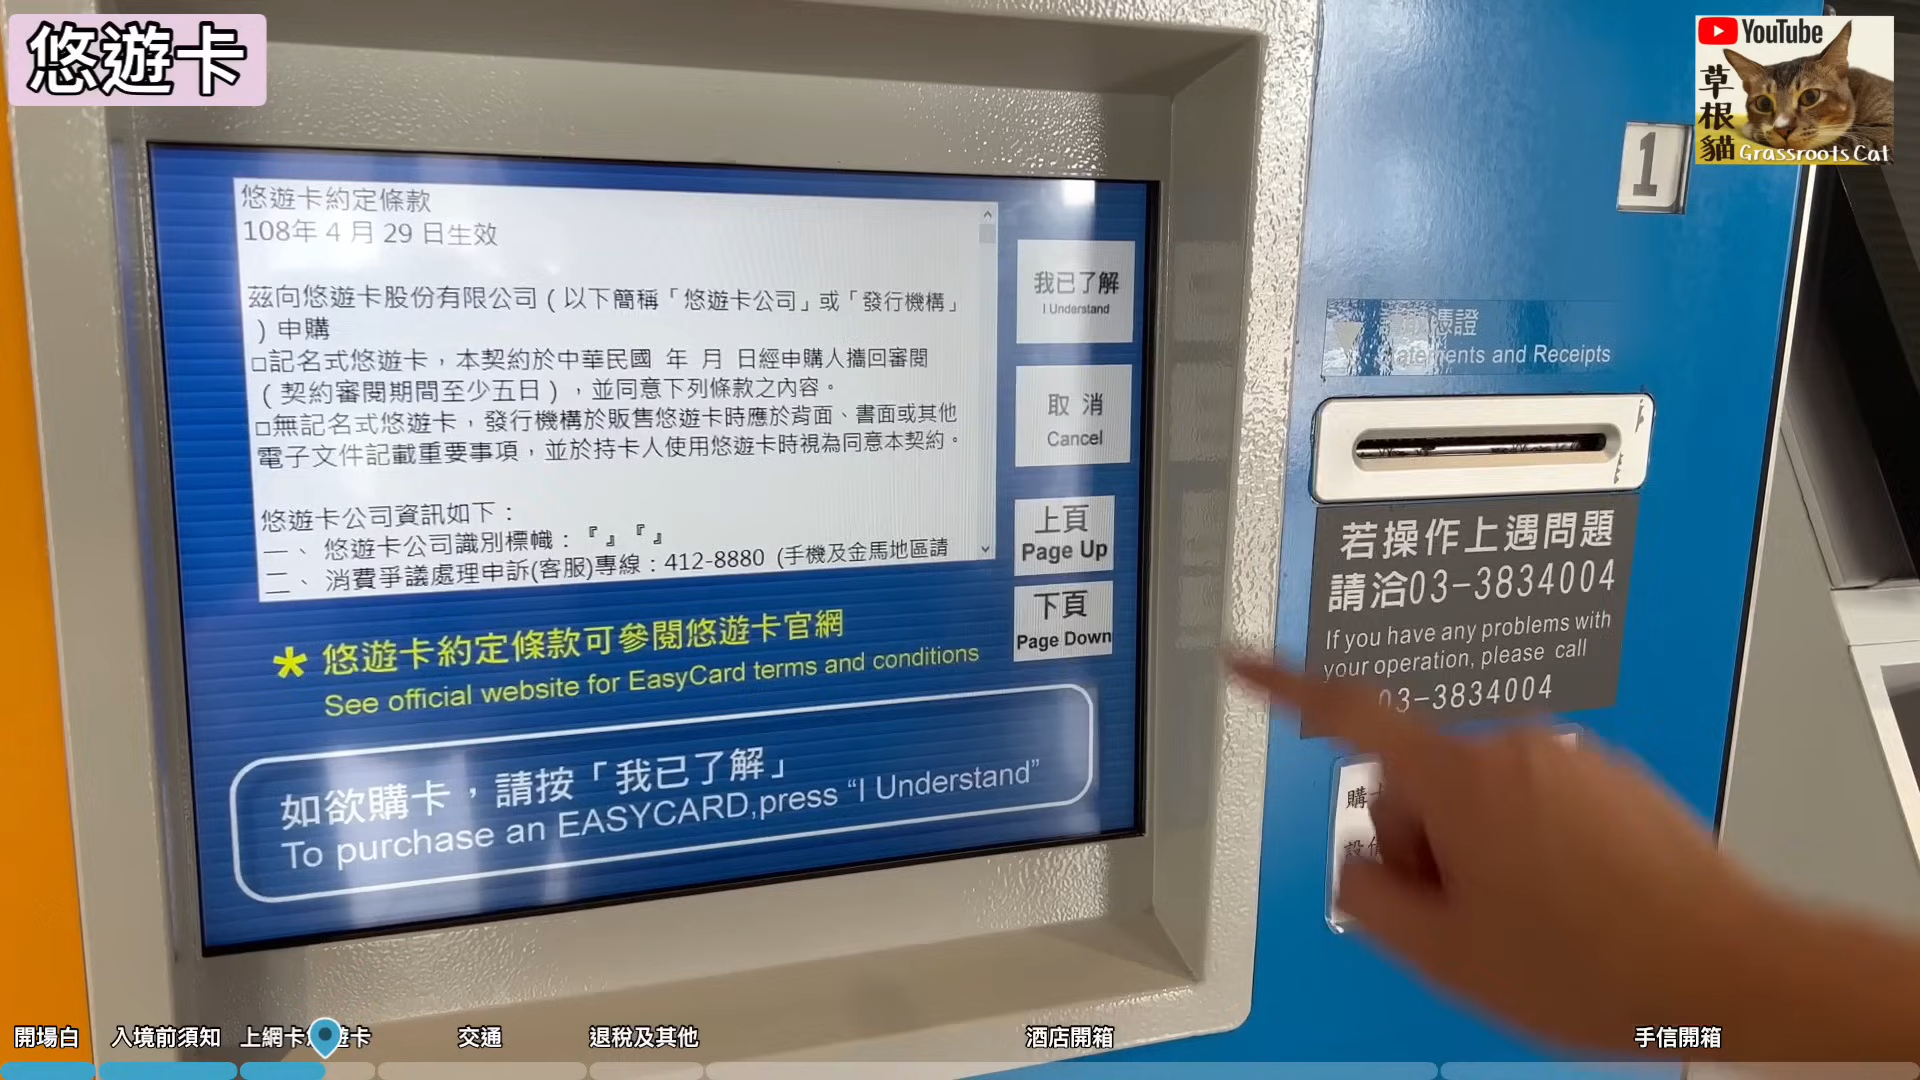 悠遊卡
YouTube
草根貓
Grassroots Cat
1
悠遊卡約定條款
108年 4 月 29 日生效
茲向悠遊卡股份有限公司（以下簡稱「悠遊卡公司」或「發行機構」
）申購
□記名式悠遊卡，本契約於中華民國 年 月 日經申購人攜回審閱
（契約審閱期間至少五日），並同意下列條款之內容。
□無記名式悠遊卡，發行機構於販售悠遊卡時應於背面、書面或其他
電子文件記載重要事項，並於持卡人使用悠遊卡時視為同意本契約。
悠遊卡公司資訊如下：
一、 悠遊卡公司識別標幟：『 』『 』
二、 消費爭議處理申訴(客服)專線：412-8880 (手機及金馬地區請
我已了解
I Understand
取 消
Cancel
上頁
Page Up
下頁
Page Down
* 悠遊卡約定條款可參閱悠遊卡官網
See official website for EasyCard terms and conditions
如欲購卡，請按「我已了解」
To purchase an EASYCARD,press “I Understand”
憑證
and Receipts
若操作上遇問題
請洽03-3834004
If you have any problems with
your operation, please call
03-3834004
購
設
開場白
入境前須知
上網卡 遊卡
交通
退稅及其他
酒店開箱
手信開箱